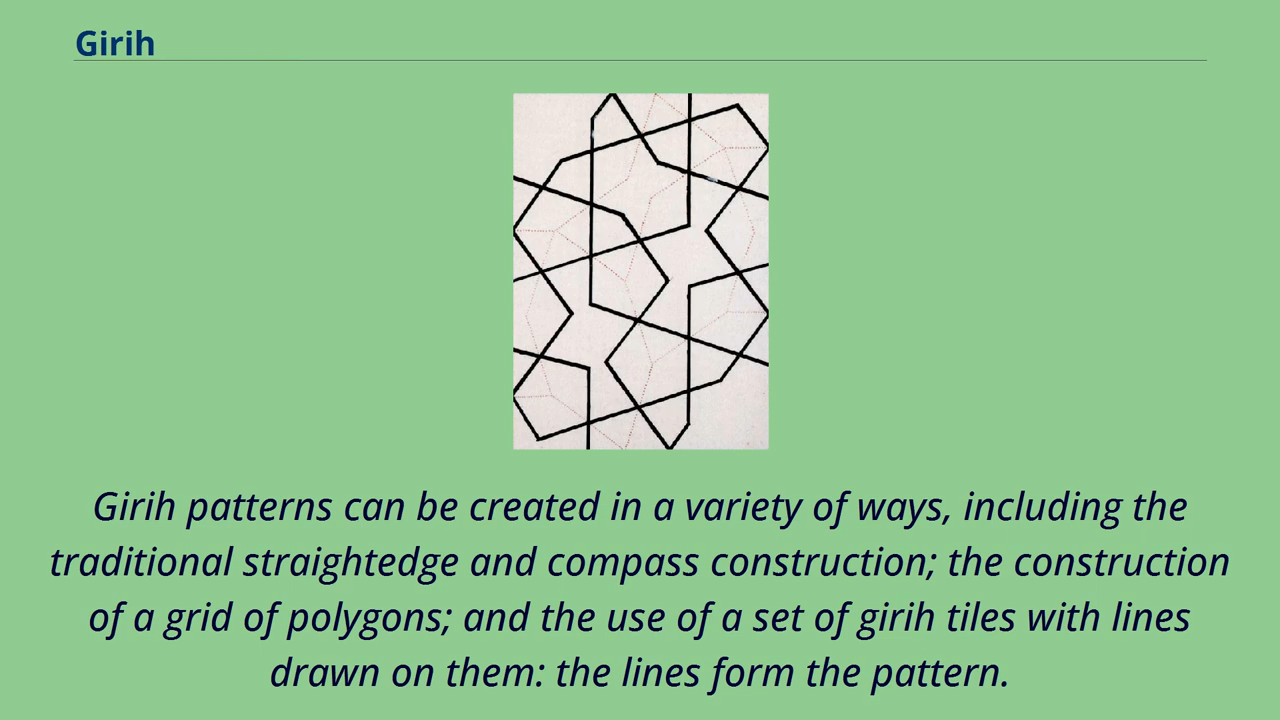 Girih
Girih patterns can be created in a variety of ways, including the
traditional straightedge and compass construction; the construction
of a grid of polygons; and the use of a set of girih tiles with lines
drawn on them: the lines form the pattern.